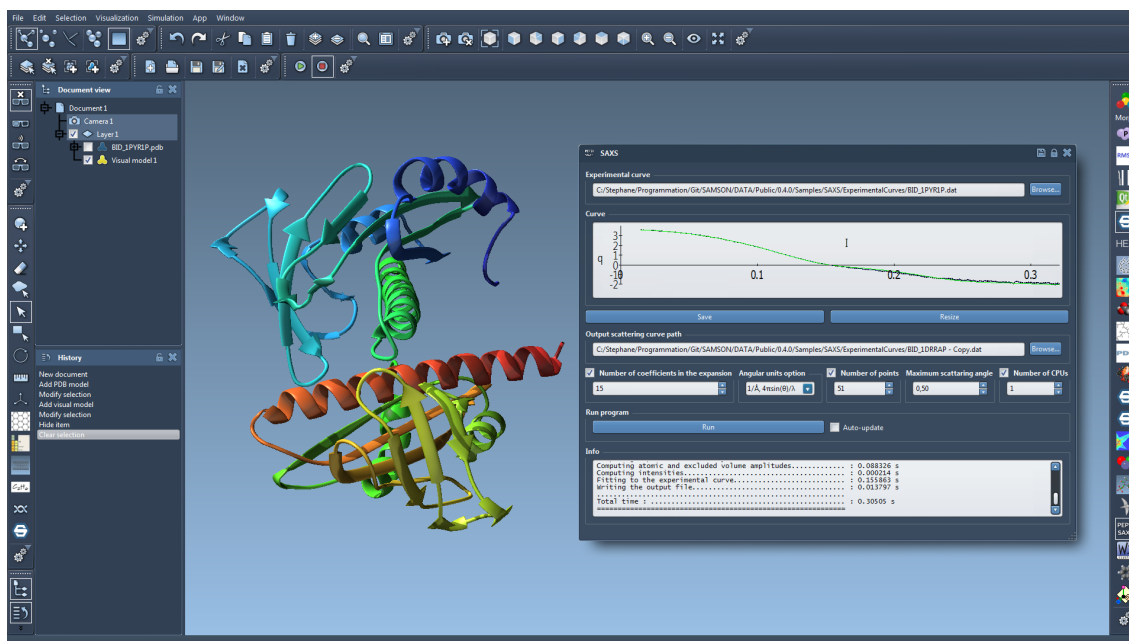 File Edit Selection Visualization Simulation App Window
Document view
Document 1
Camera 1
Layer 1
BID_1PYR1P.pdb
Visual model 1
History
New document
Add PDB model
Modify selection
Add visual model
Modify selection
Hide item
Clear selection
SAXS
Experimental curve
C:/Stephane/Programmation/Git/SAMSON/DATA/Public/0.4.0/Samples/SAXS/ExperimentalCurves/BID_1PYR1P.dat Browse...
Curve
3
2
1
0
q -10 0.1 0.2 0.3
-2
Save Resize
Output scattering curve path
C:/Stephane/Programmation/Git/SAMSON/DATA/Public/0.4.0/Samples/SAXS/ExperimentalCurves/BID_1DRRAP - Copy.dat Browse...
Number of coefficients in the expansion Angular units option Number of points Maximum scattaring angle Number of CPUs
15 1/Å, 4πsin(θ)/λ 51 0,50 1
Run program
Run Auto-update
Info
Computing atomic and excluded volume amplitudes............. : 0.088326 s
Computing intensities....................................... : 0.000214 s
Fitting to the experimental curve........................... : 0.155863 s
Writing the output file..................................... : 0.013797 s
Total time : ............................................... : 0.30505 s